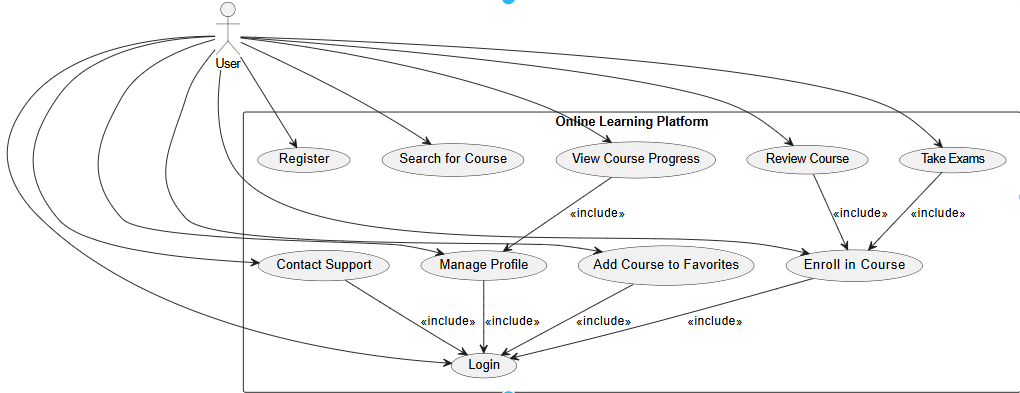 User
Online Learning Platform
Register
Search for Course
View Course Progress
Review Course
Take Exams
«include»
«include»
«include»
Contact Support
Manage Profile
Add Course to Favorites
Enroll in Course
«include»
«include»
«include»
«include»
Login